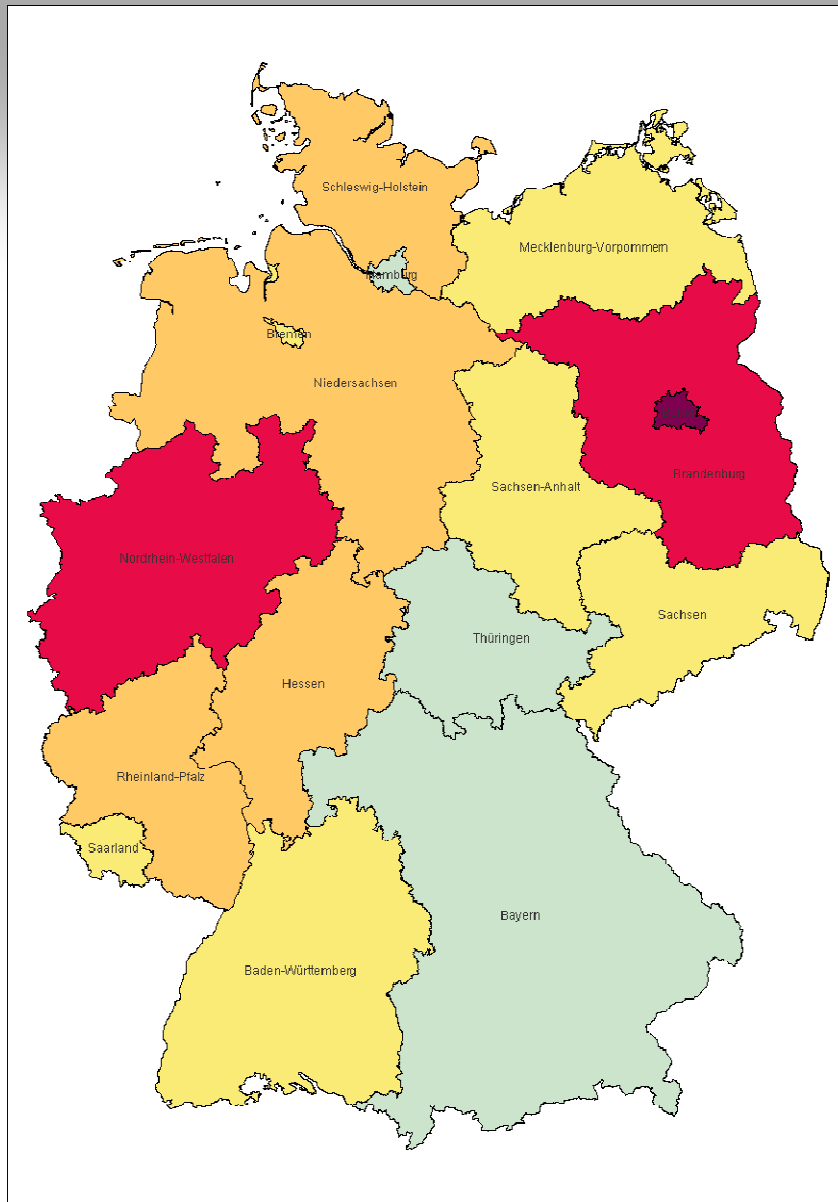 Schleswig-Holstein
Mecklenburg-Vorpommern
Hamburg
Bremen
Niedersachsen
Brandenburg
Sachsen-Anhalt
Nordrhein-Westfalen
Sachsen
Thüringen
Hessen
Rheinland-Pfalz
Saarland
Bayern
Baden-Württemberg